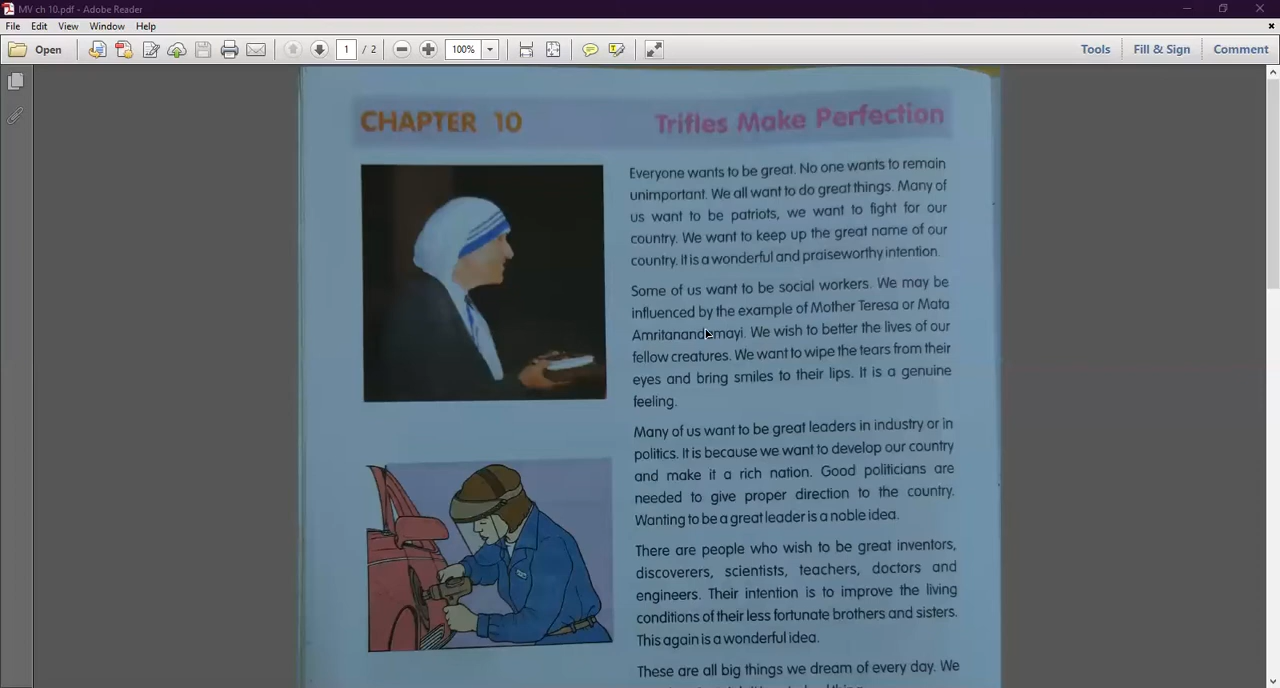 MV ch 10.pdf - Adobe Reader
File Edit View Window Help
Open 1 / 2 100% Tools Fill & Sign Comment
CHAPTER 10 Trifles Make Perfection
Everyone wants to be great. No one wants to remain
unimportant. We all want to do great things. Many of
us want to be patriots, we want to fight for our
country. We want to keep up the great name of our
country. It is a wonderful and praiseworthy intention.
Some of us want to be social workers. We may be
influenced by the example of Mother Teresa or Mata
Amritanandamayi. We wish to better the lives of our
fellow creatures. We want to wipe the tears from their
eyes and bring smiles to their lips. It is a genuine
feeling.
Many of us want to be great leaders in industry or in
politics. It is because we want to develop our country
and make it a rich nation. Good politicians are
needed to give proper direction to the country.
Wanting to be a great leader is a noble idea.
There are people who wish to be great inventors,
discoverers, scientists, teachers, doctors and
engineers. Their intention is to improve the living
conditions of their less fortunate brothers and sisters.
This again is a wonderful idea.
These are all big things we dream of every day. We